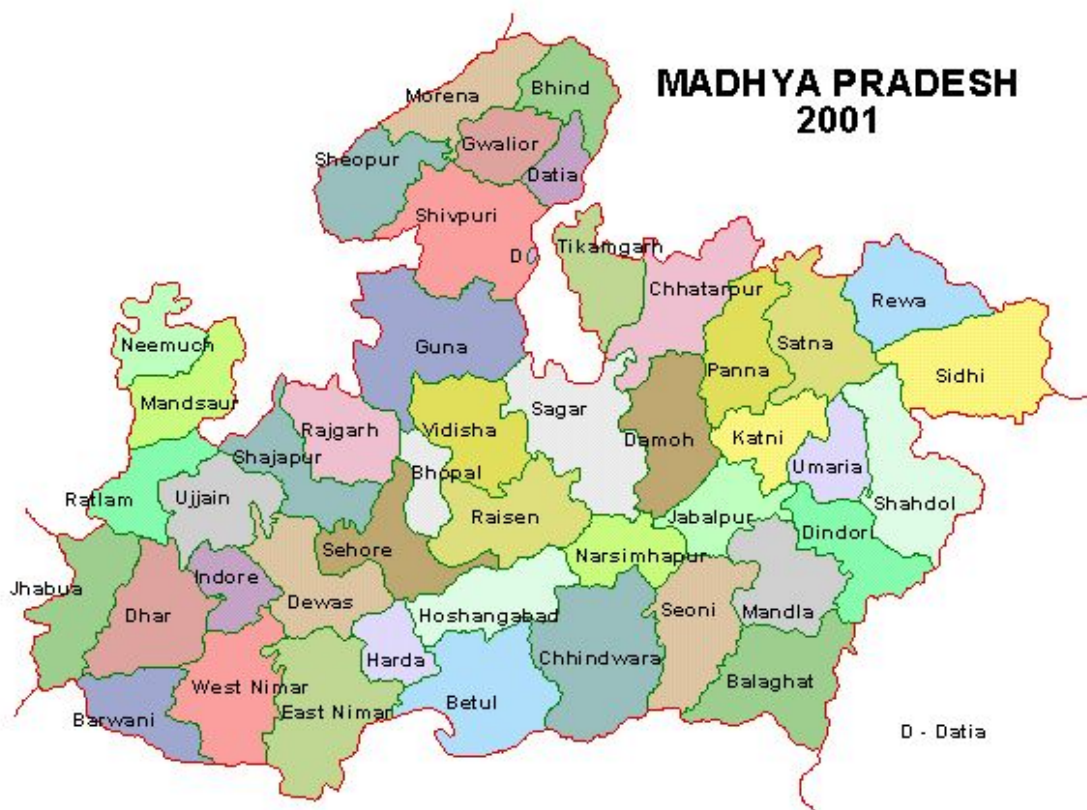 MADHYA PRADESH
2001
Bhind
Morena
Gwalior
Sheopur
Datia
Shivpuri
Tikamgarh
D
Chhatarpur
Rewa
Neemuch
Guna
Satna
Panna
Sidhi
Mandsaur
Sagar
Rajgarh
Vidisha
Damoh
Katni
Shajapur
Bhopal
Umaria
Ratlam
Ujjain
Shahdol
Raisen
Jabalpur
Dindori
Sehore
Narsimhapur
Jhabua
Indore
Dewas
Dhar
Hoshangabad
Seoni
Mandla
Harda
Chhindwara
West Nimar
Balaghat
Betul
East Nimar
Barwani
D - Datia